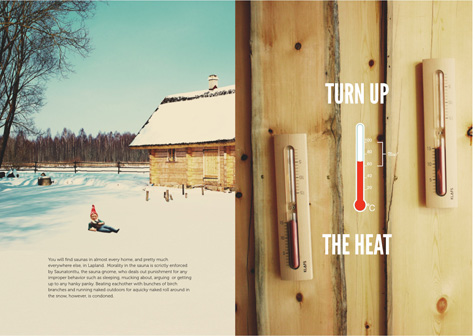 TURN UP
THE HEAT
°C
You will find saunas in almost every home, and pretty much
everywhere else, in Lapland. Morality in the sauna is scrictly enforced
by Saunatonttu, the sauna gnome, who deals out punishment for any
improper behavior such as sleeping, mucking about, arguing or getting
up to any hanky panky. Beating eachother with bunches of birch
branches and running naked outdoors for a quicky naked roll around in
the snow, however, is condoned.